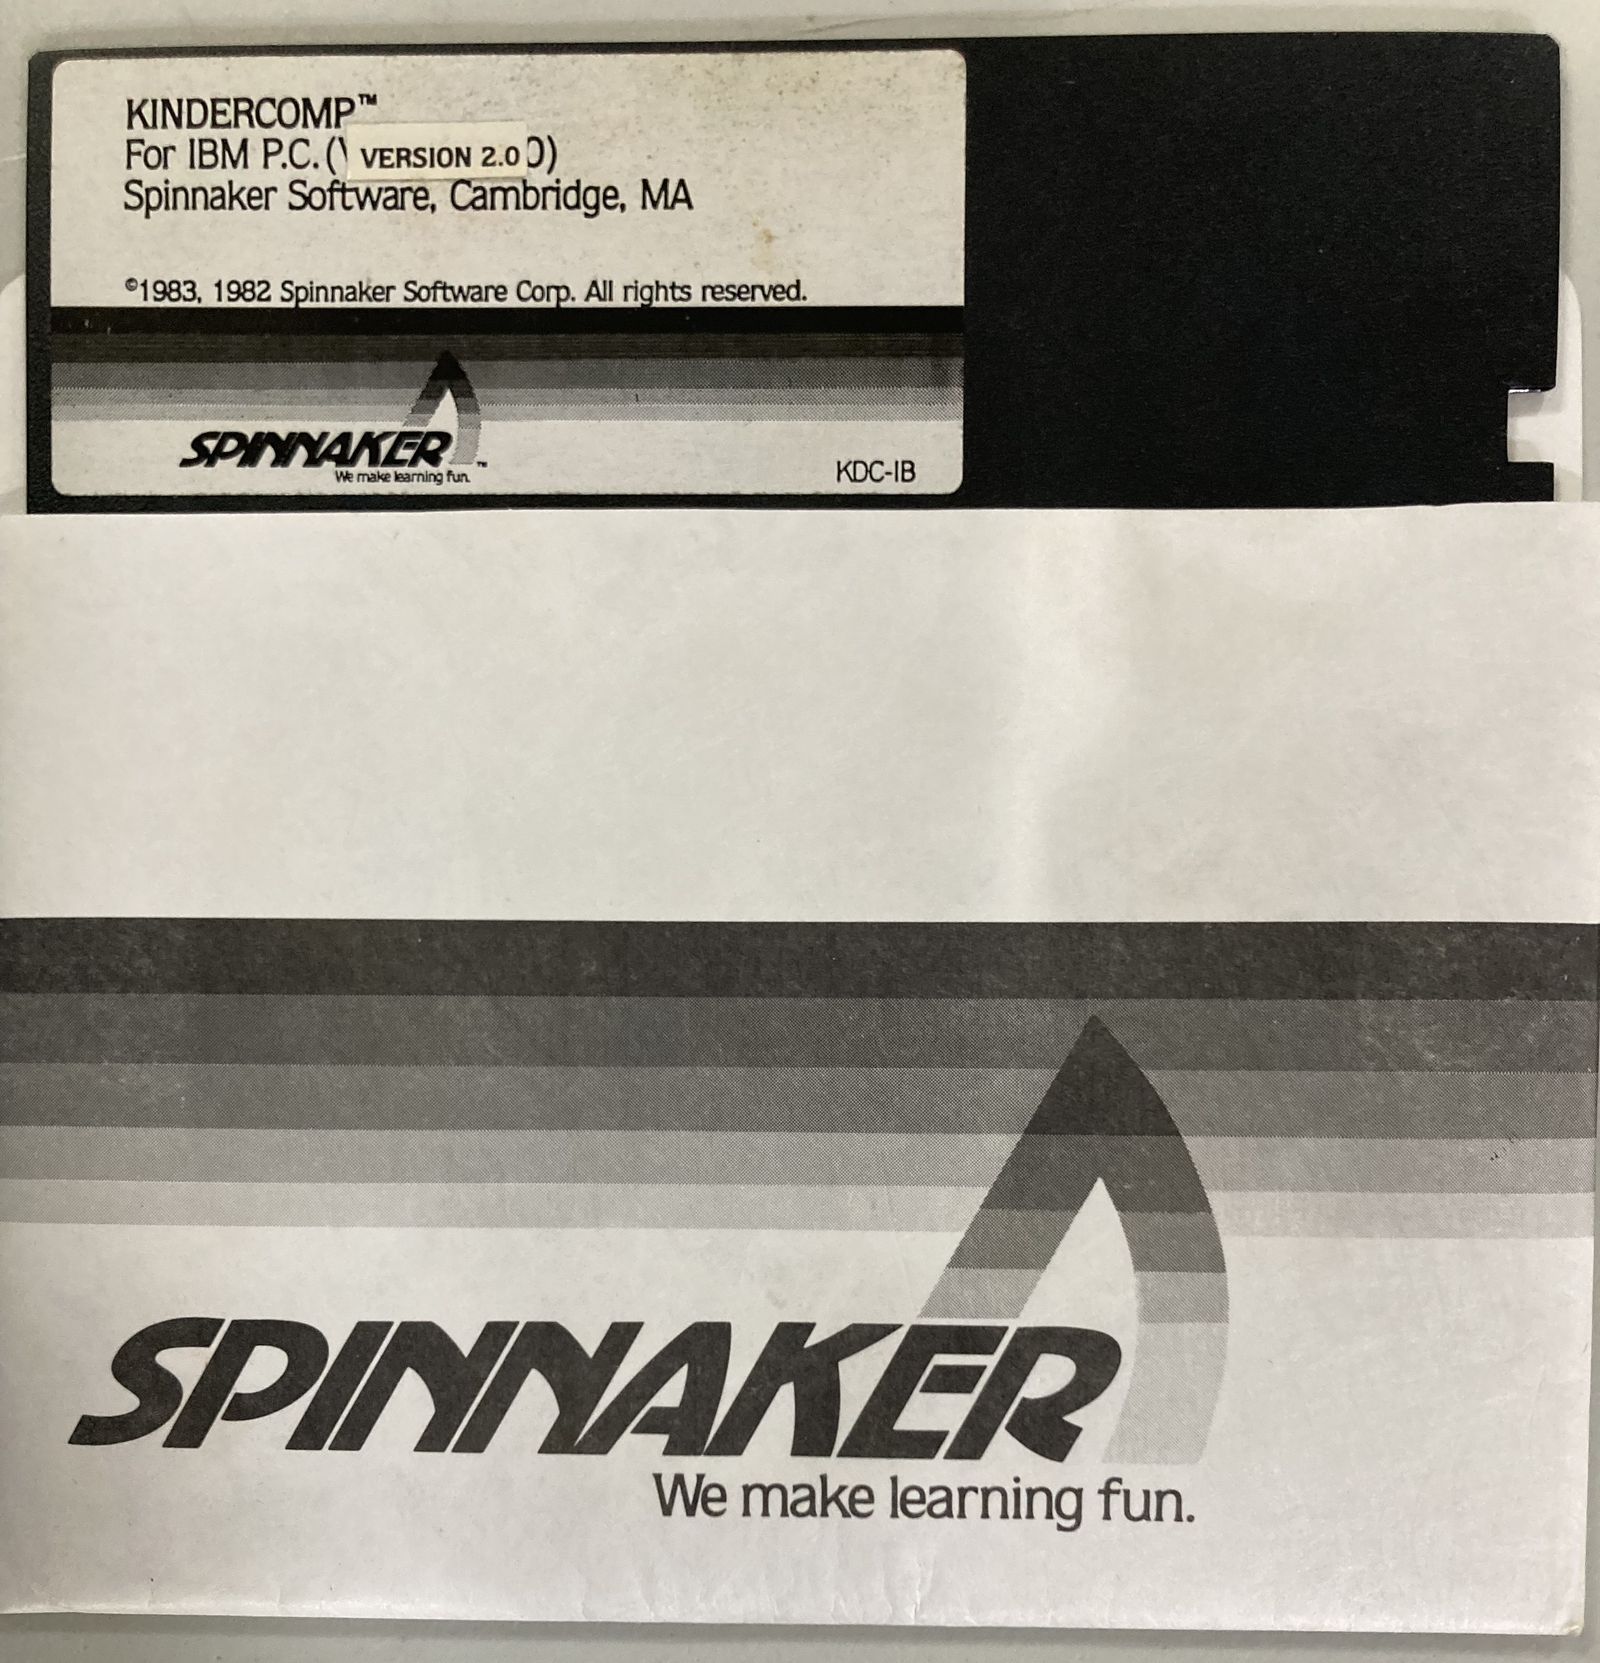 KINDERCOMP™
For IBM P.C. ( VERSION 2.0 0)
Spinnaker Software, Cambridge, MA
©1983, 1982 Spinnaker Software Corp. All rights reserved.
SPINNAKER™
We make learning fun.
KDC-IB
SPINNAKER
We make learning fun.